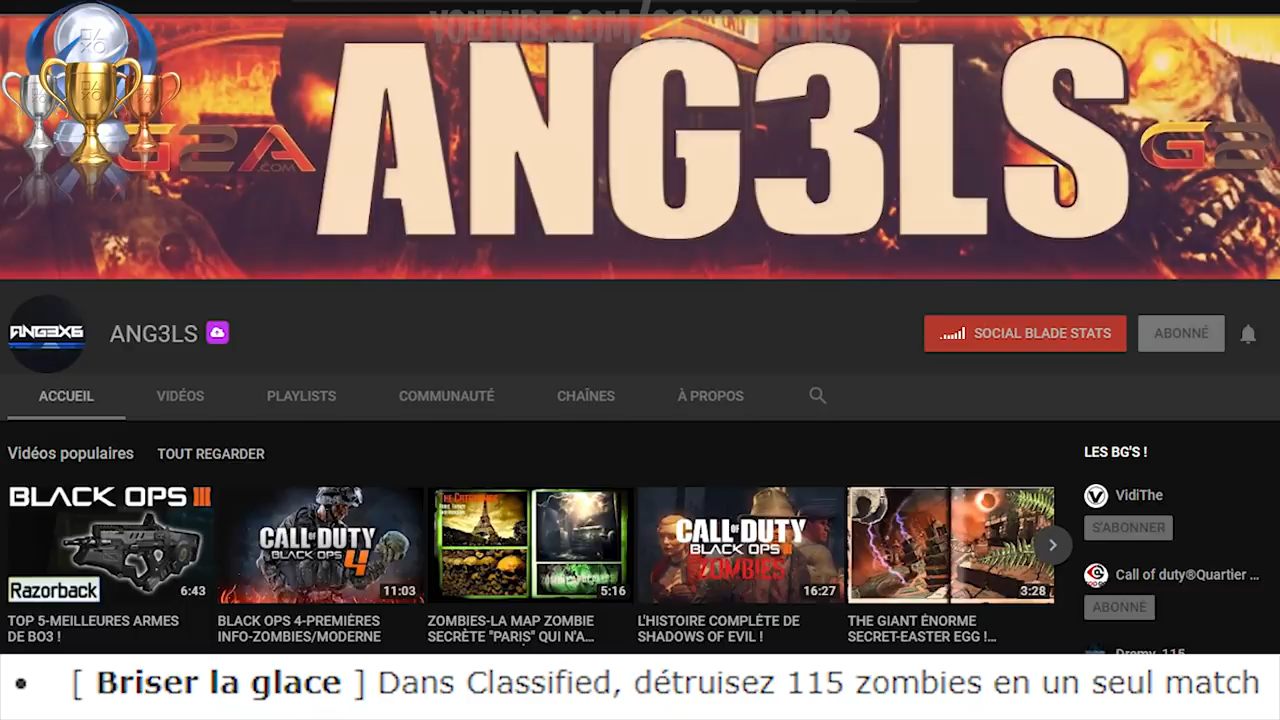 ANG3LS
G2A
.COM
G2
ANG3X6
ANG3LS
SOCIAL BLADE STATS
ABONNÉ
ACCUEIL VIDÉOS PLAYLISTS COMMUNAUTÉ CHAÎNES À PROPOS
Vidéos populaires TOUT REGARDER
LES BG'S !
BLACK OPS III
Razorback
6:43
CALL OF DUTY
BLACK OPS 4
11:03
5:16
CALL OF DUTY
BLACK OPS III
ZOMBIES
16:27
3:28
TOP 5-MEILLEURES ARMES
DE BO3 !
BLACK OPS 4-PREMIÈRES
INFO-ZOMBIES/MODERNE
ZOMBIES-LA MAP ZOMBIE
SECRÈTE "PARIS" QUI N'A...
L'HISTOIRE COMPLÈTE DE
SHADOWS OF EVIL !
THE GIANT ÉNORME
SECRET-EASTER EGG !...
VidiThe
S'ABONNER
Call of duty®Quartier ...
ABONNÉ
Dremy_115
• [ Briser la glace ] Dans Classified, détruisez 115 zombies en un seul match